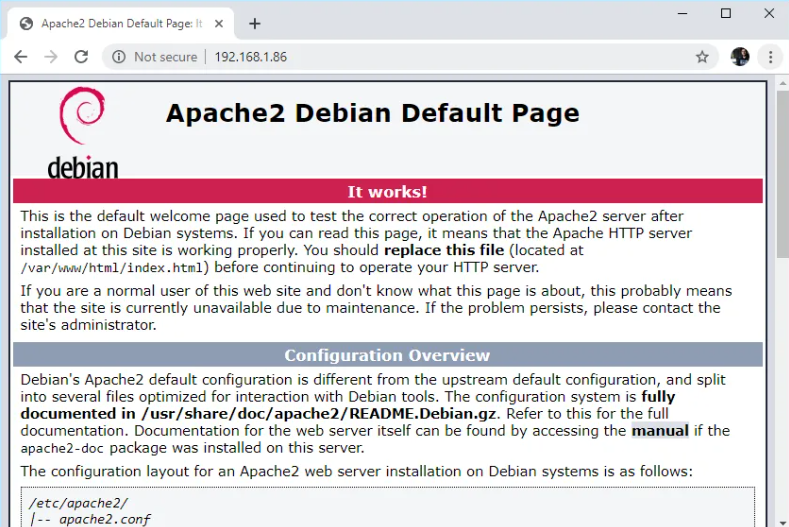 Apache2 Debian Default Page: It
Not secure
192.168.1.86
debian
Apache2 Debian Default Page
It works!
This is the default welcome page used to test the correct operation of the Apache2 server after
installation on Debian systems. If you can read this page, it means that the Apache HTTP server
installed at this site is working properly. You should replace this file (located at
/var/www/html/index.html) before continuing to operate your HTTP server.
If you are a normal user of this web site and don't know what this page is about, this probably means
that the site is currently unavailable due to maintenance. If the problem persists, please contact the
site's administrator.
Configuration Overview
Debian's Apache2 default configuration is different from the upstream default configuration, and split
into several files optimized for interaction with Debian tools. The configuration system is fully
documented in /usr/share/doc/apache2/README.Debian.gz. Refer to this for the full
documentation. Documentation for the web server itself can be found by accessing the manual if the
apache2-doc package was installed on this server.
The configuration layout for an Apache2 web server installation on Debian systems is as follows:
/etc/apache2/
|-- apache2.conf